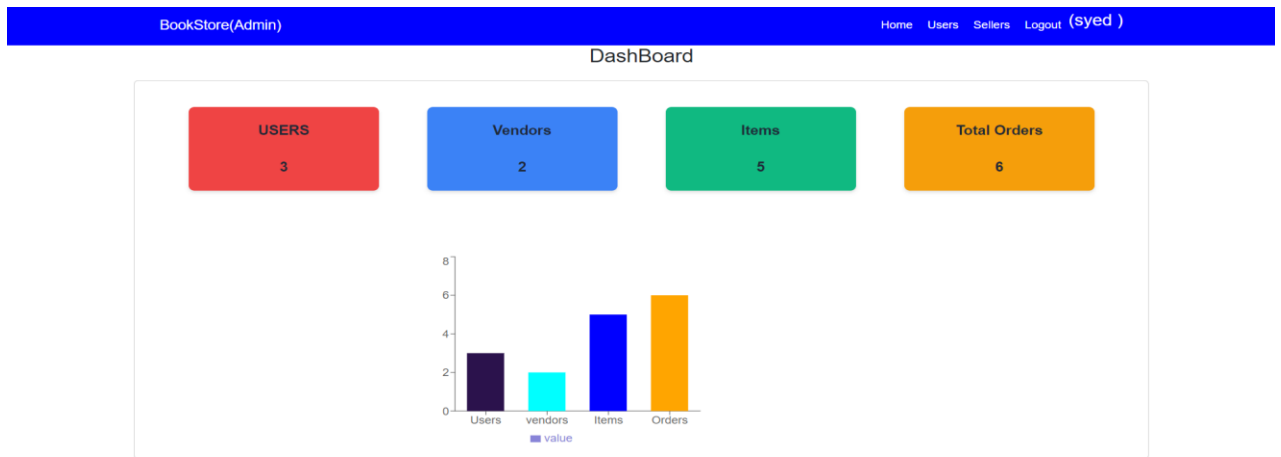 BookStore(Admin) Home Users Sellers Logout (syed )
DashBoard
USERS Vendors Items Total Orders
3 2 5 6
8
6
4
2
0
Users vendors Items Orders
value